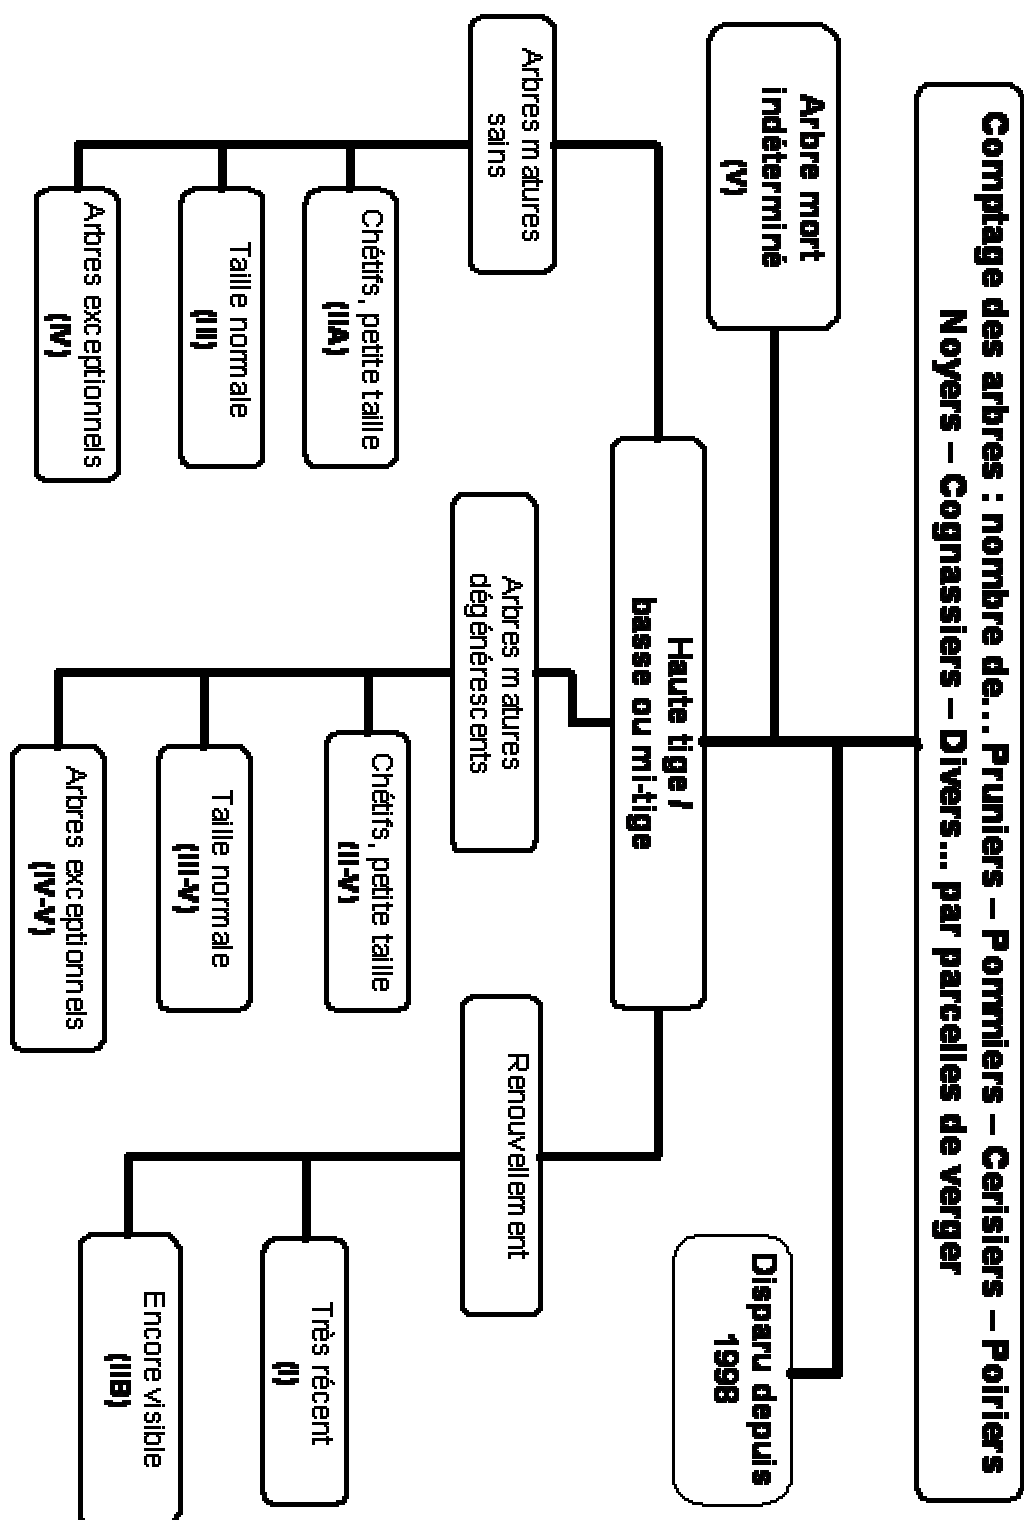 Comptage des arbres : nombre de... Pruniers – Pommiers – Cerisiers – Poiriers
Noyers – Cognassiers – Divers... par parcelles de verger
Arbre mort
indéterminé
(V)
Disparu depuis
1998
Haute tige /
basse ou mi-tige
Arbres matures
sains
Chétifs, petite taille
(IIA)
Taille normale
(III)
Arbres exceptionnels
(IV)
Arbres matures
dégénérescents
Chétifs, petite taille
(II-V)
Taille normale
(III-V)
Arbres exceptionnels
(IV-V)
Renouvellement
Très récent
(I)
Encore visible
(IIB)